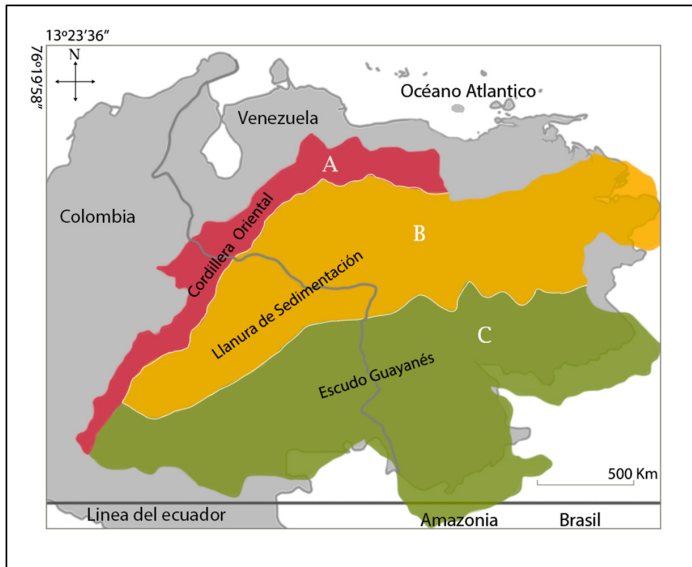 13º23’36”
76º19’58”
N
Océano Atlantico
Venezuela
A
Colombia
Cordillera Oriental
B
Llanura de Sedimentación
C
Escudo Guayanés
500 Km
Linea del ecuador
Amazonia
Brasil